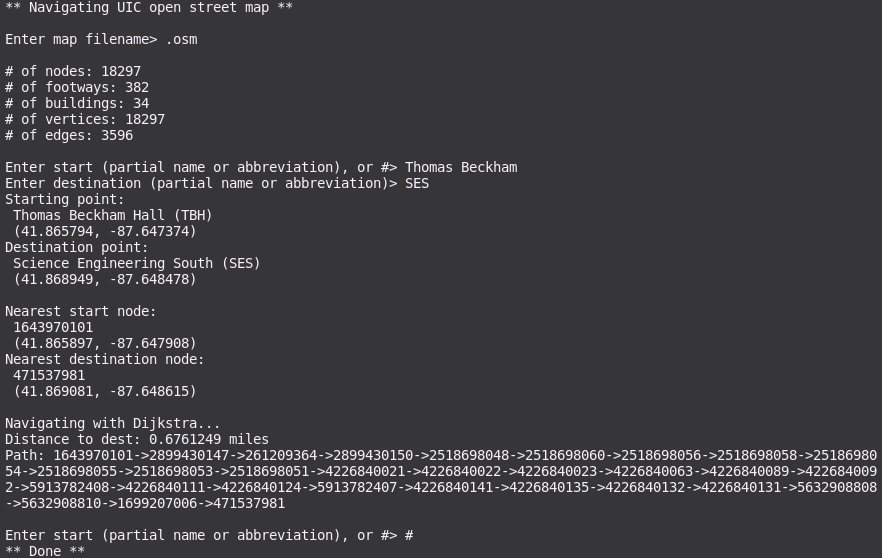 ** Navigating UIC open street map **
Enter map filename> .osm
# of nodes: 18297
# of footways: 382
# of buildings: 34
# of vertices: 18297
# of edges: 3596
Enter start (partial name or abbreviation), or #> Thomas Beckham
Enter destination (partial name or abbreviation)> SES
Starting point:
 Thomas Beckham Hall (TBH)
 (41.865794, -87.647374)
Destination point:
 Science Engineering South (SES)
 (41.868949, -87.648478)
Nearest start node:
 1643970101
 (41.865897, -87.647908)
Nearest destination node:
 471537981
 (41.869081, -87.648615)
Navigating with Dijkstra...
Distance to dest: 0.6761249 miles
Path: 1643970101->2899430147->261209364->2899430150->2518698048->2518698060->2518698056->2518698058->25186980
54->2518698055->2518698053->2518698051->4226840021->4226840022->4226840023->4226840063->4226840089->422684009
2->5913782408->4226840111->4226840124->5913782407->4226840141->4226840135->4226840132->4226840131->5632908808
->5632908810->1699207006->471537981
Enter start (partial name or abbreviation), or #> #
** Done **